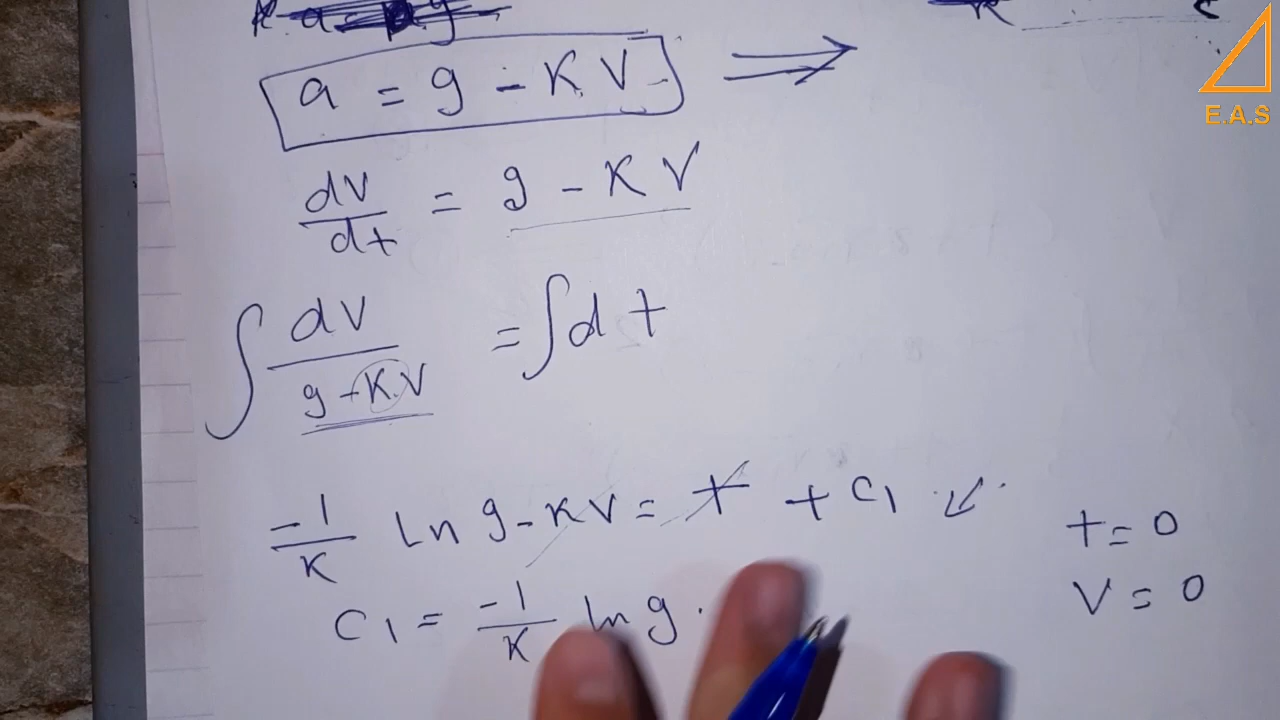 a = g - KV ⟹
dv/dt = g - KV
∫ dv/(g - KV) = ∫ dt
-1/K ln g - KV = t + C1
C1 = -1/K ln g
t = 0
V = 0
E.A.S